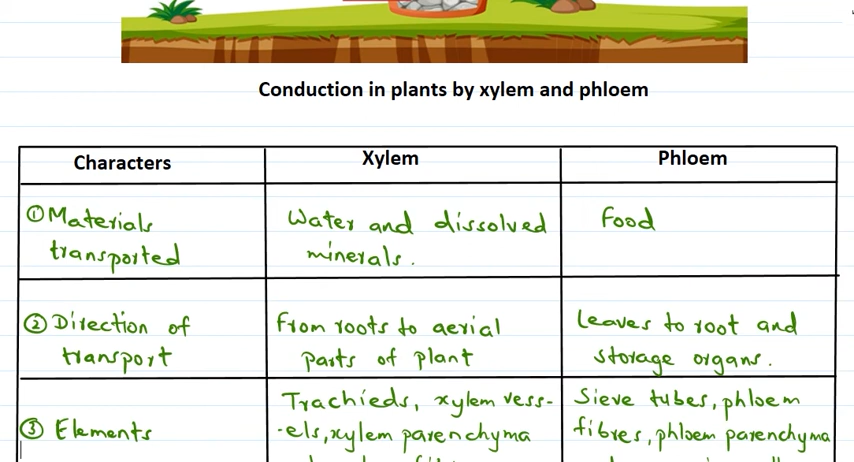 Conduction in plants by xylem and phloem
Characters Xylem Phloem
① Materials Water and dissolved Food
transported minerals.
② Direction of From roots to aerial Leaves to root and
transport parts of plant storage organs.
Trachieds, xylem vess- Sieve tubes, phloem
③ Elements -els, xylem parenchyma fibres, phloem parenchyma